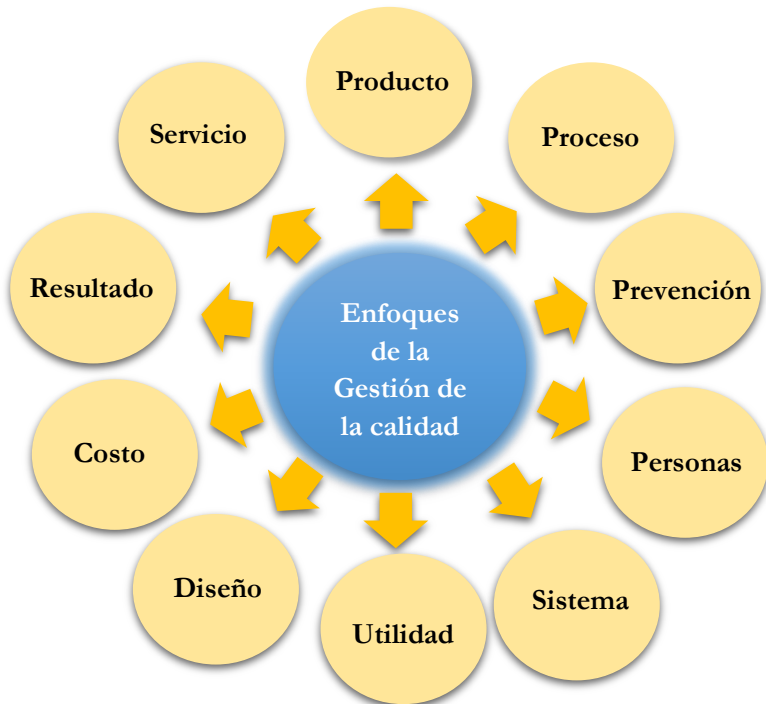 Producto
Proceso
Prevención
Personas
Sistema
Utilidad
Diseño
Costo
Resultado
Servicio
Enfoques
de la
Gestión de
la calidad